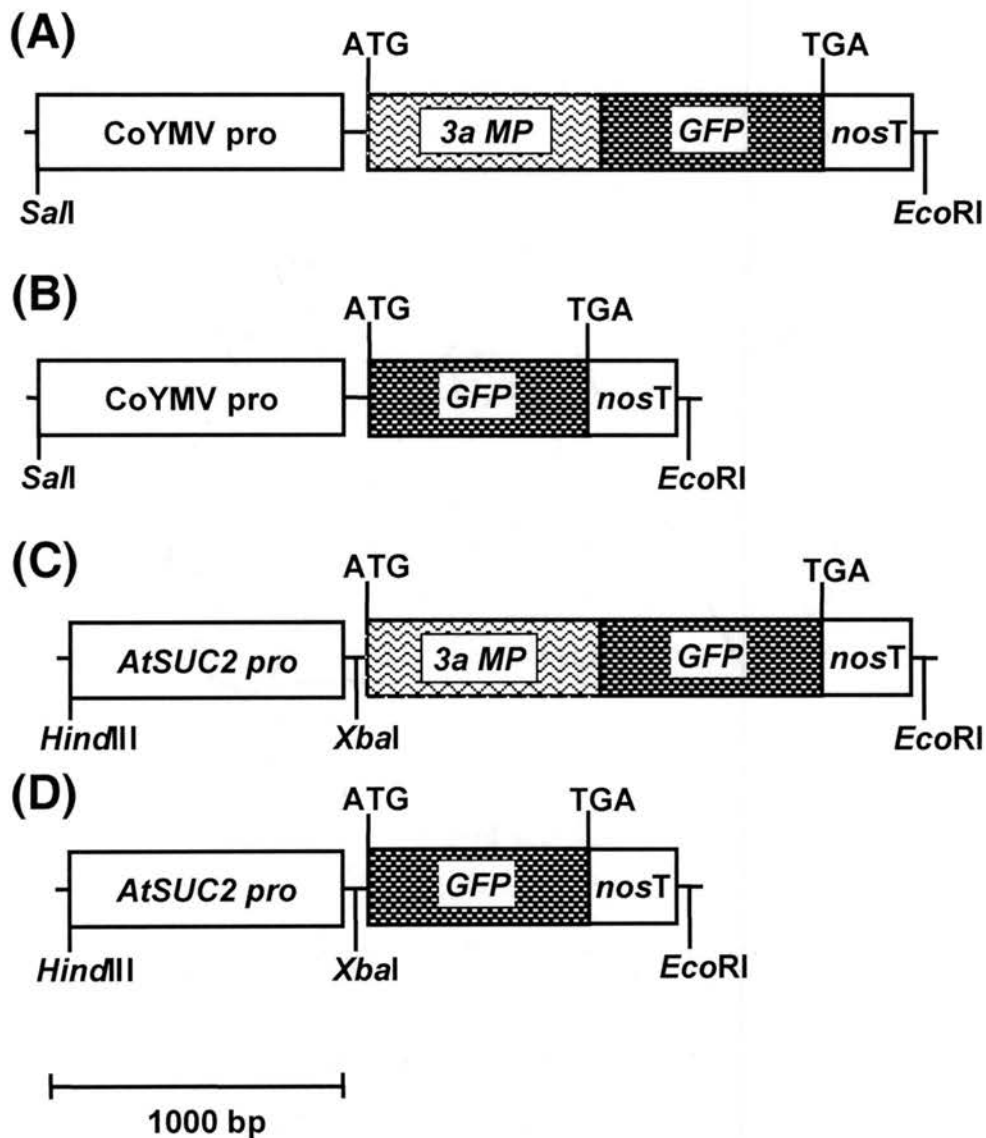 (A)
ATG TGA
CoYMV pro 3a MP GFP nosT
SalI EcoRI
(B)
ATG TGA
CoYMV pro GFP nosT
SalI EcoRI
(C)
ATG TGA
AtSUC2 pro 3a MP GFP nosT
HindIII XbaI EcoRI
(D)
ATG TGA
AtSUC2 pro GFP nosT
HindIII XbaI EcoRI
1000 bp